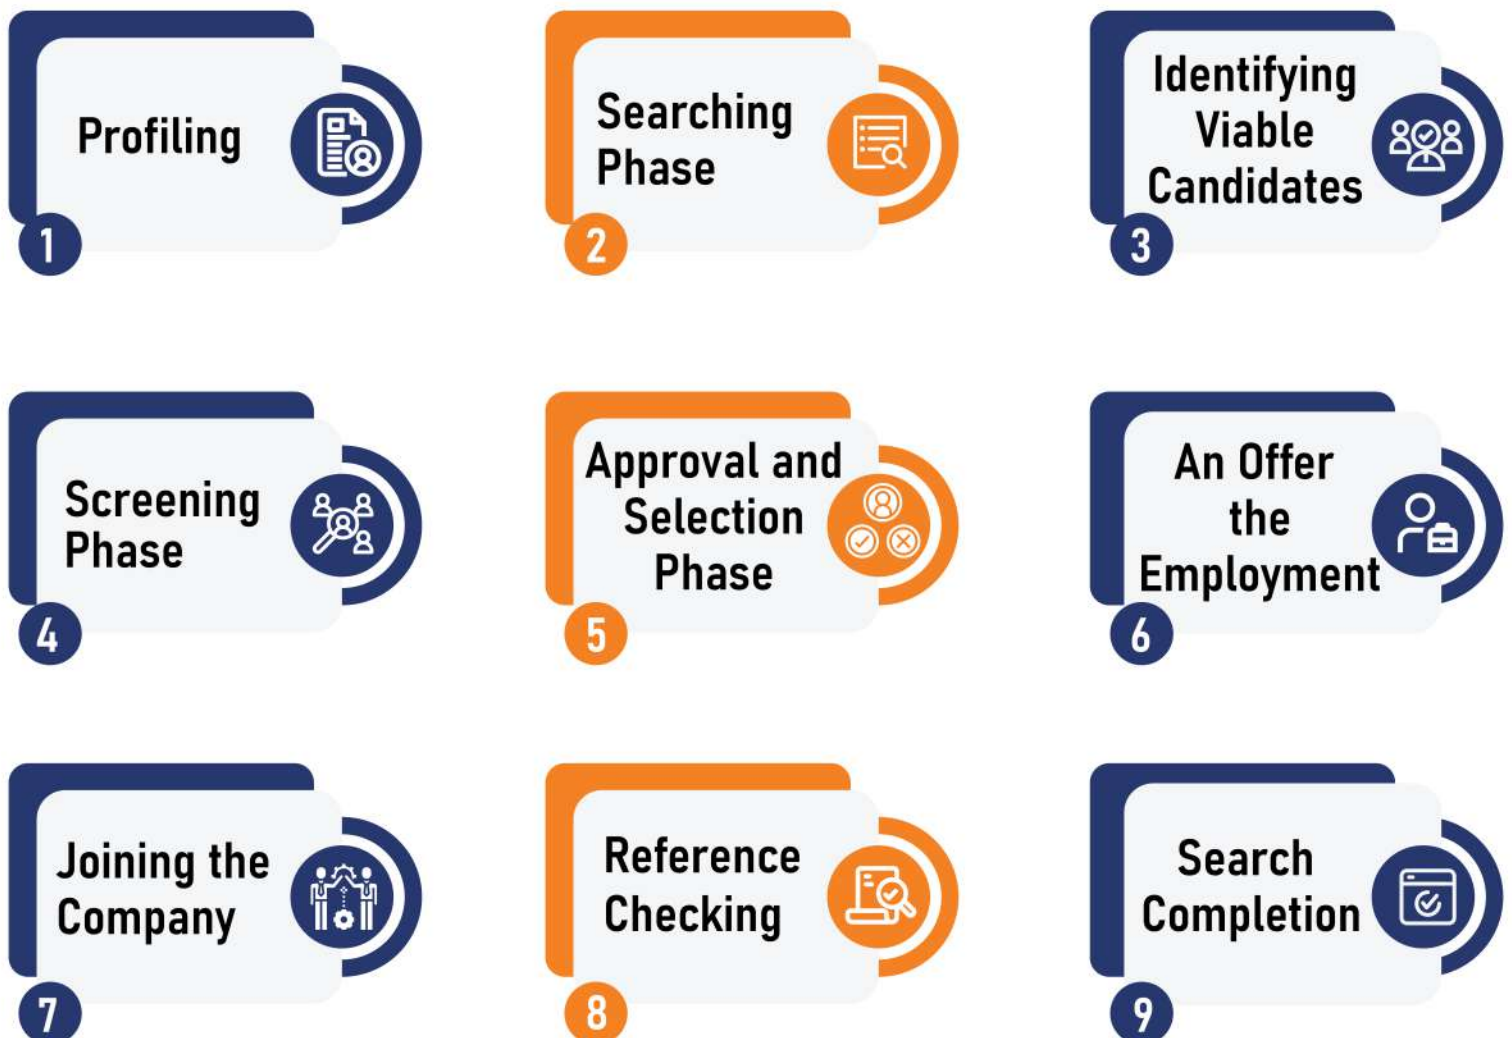 Profiling
1
Searching
Phase
2
Identifying
Viable
Candidates
3
Screening
Phase
4
Approval and
Selection
Phase
5
An Offer
the
Employment
6
Joining the
Company
7
Reference
Checking
8
Search
Completion
9